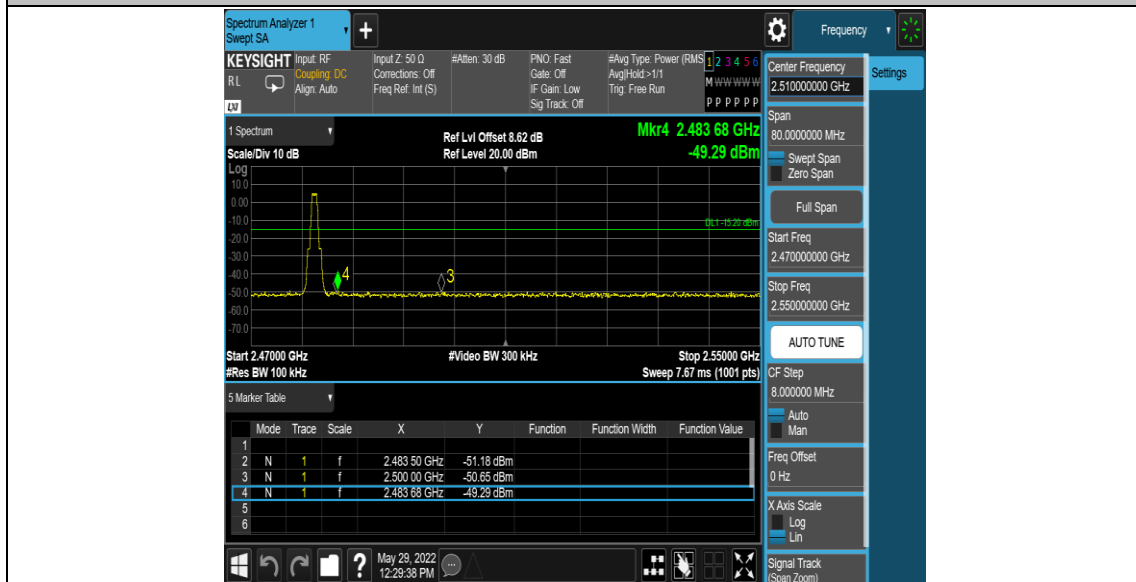 Spectrum Analyzer 1
Swept SA
+
Frequency
KEYSIGHT
RL
LXI
Input: RF
Coupling: DC
Align: Auto
Input Z: 50 Ω
Corrections: Off
Freq Ref: Int (S)
#Atten: 30 dB
PNO: Fast
Gate: Off
IF Gain: Low
Sig Track: Off
#Avg Type: Power (RMS
Avg|Hold:>1/1
Trig: Free Run
1 2 3 4 5 6
M W W W W W
P P P P P P
Center Frequency
2.510000000 GHz
Settings
1 Spectrum
Ref Lvl Offset 8.62 dB
Mkr4 2.483 68 GHz
Scale/Div 10 dB
Ref Level 20.00 dBm
-49.29 dBm
Log
10.0
0.00
-10.0
-20.0
-30.0
-40.0
-50.0
-60.0
-70.0
DL1 -15.20 dBm
4
3
Start 2.47000 GHz
#Video BW 300 kHz
Stop 2.55000 GHz
#Res BW 100 kHz
Sweep 7.67 ms (1001 pts)
Span
80.0000000 MHz
Swept Span
Zero Span
Full Span
Start Freq
2.470000000 GHz
Stop Freq
2.550000000 GHz
AUTO TUNE
CF Step
8.000000 MHz
Auto
Man
Freq Offset
0 Hz
X Axis Scale
Log
Lin
Signal Track
(Span Zoom)
5 Marker Table
Mode Trace Scale X Y Function Function Width Function Value
1
2 N 1 f 2.483 50 GHz -51.18 dBm
3 N 1 f 2.500 00 GHz -50.65 dBm
4 N 1 f 2.483 68 GHz -49.29 dBm
5
6
?
May 29, 2022
12:29:38 PM